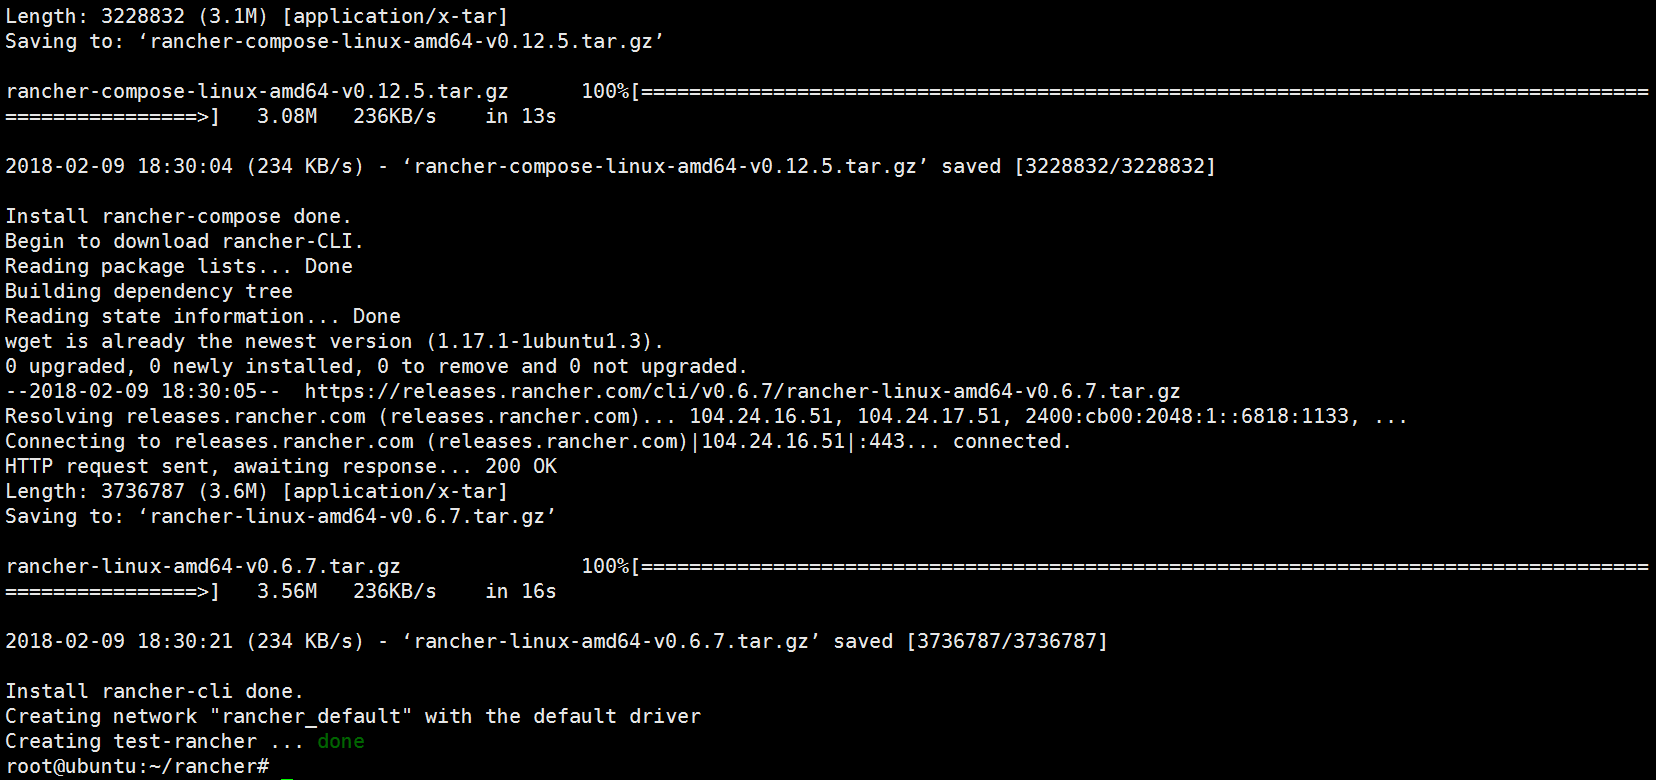 Length: 3228832 (3.1M) [application/x-tar]
Saving to: ‘rancher-compose-linux-amd64-v0.12.5.tar.gz’
rancher-compose-linux-amd64-v0.12.5.tar.gz      100%[====================================================================================
================>]   3.08M   236KB/s    in 13s
2018-02-09 18:30:04 (234 KB/s) - ‘rancher-compose-linux-amd64-v0.12.5.tar.gz’ saved [3228832/3228832]
Install rancher-compose done.
Begin to download rancher-CLI.
Reading package lists... Done
Building dependency tree
Reading state information... Done
wget is already the newest version (1.17.1-1ubuntu1.3).
0 upgraded, 0 newly installed, 0 to remove and 0 not upgraded.
--2018-02-09 18:30:05--  https://releases.rancher.com/cli/v0.6.7/rancher-linux-amd64-v0.6.7.tar.gz
Resolving releases.rancher.com (releases.rancher.com)... 104.24.16.51, 104.24.17.51, 2400:cb00:2048:1::6818:1133, ...
Connecting to releases.rancher.com (releases.rancher.com)|104.24.16.51|:443... connected.
HTTP request sent, awaiting response... 200 OK
Length: 3736787 (3.6M) [application/x-tar]
Saving to: ‘rancher-linux-amd64-v0.6.7.tar.gz’
rancher-linux-amd64-v0.6.7.tar.gz               100%[====================================================================================
================>]   3.56M   236KB/s    in 16s
2018-02-09 18:30:21 (234 KB/s) - ‘rancher-linux-amd64-v0.6.7.tar.gz’ saved [3736787/3736787]
Install rancher-cli done.
Creating network "rancher_default" with the default driver
Creating test-rancher ... done
root@ubuntu:~/rancher# _